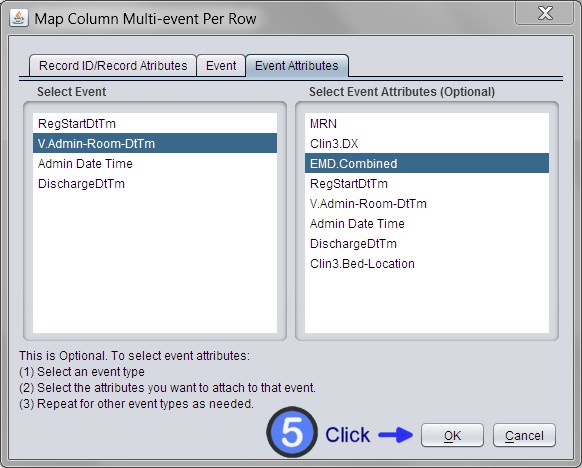 Map Column Multi-event Per Row
Record ID/Record Atributes
Event
Event Attributes
Select Event
RegStartDtTm
V.Admin-Room-DtTm
Admin Date Time
DischargeDtTm
Select Event Attributes (Optional)
MRN
Clin3.DX
EMD.Combined
RegStartDtTm
V.Admin-Room-DtTm
Admin Date Time
DischargeDtTm
Clin3.Bed-Location
This is Optional. To select event attributes:
(1) Select an event type
(2) Select the attributes you want to attach to that event.
(3) Repeat for other event types as needed.
5 Click
OK
Cancel